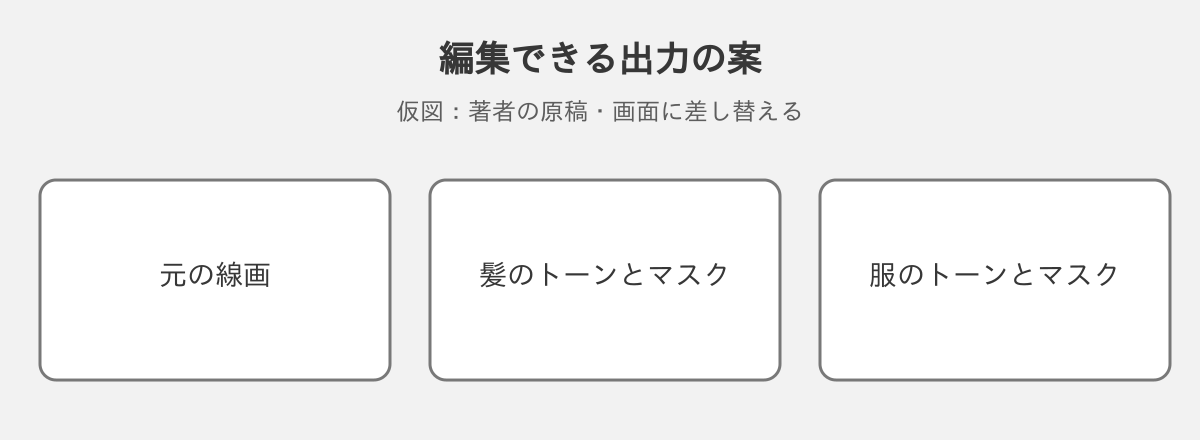 編集できる出力の案
仮図：著者の原稿・画面に差し替える
元の線画
髪のトーンとマスク
服のトーンとマスク